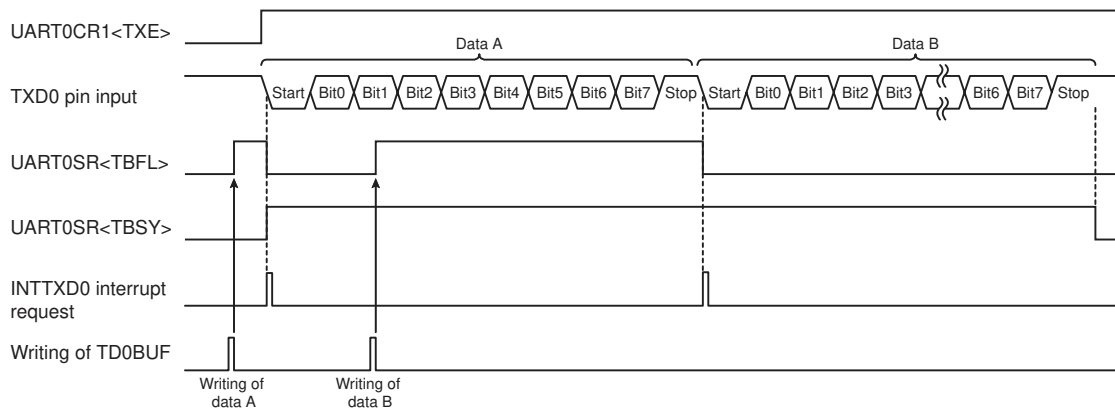 UART0CR1<TXE>
Data A
Data B
TXD0 pin input
Start Bit0 Bit1 Bit2 Bit3 Bit4 Bit5 Bit6 Bit7 Stop Start Bit0 Bit1 Bit2 Bit3 Bit6 Bit7 Stop
UART0SR<TBFL>
UART0SR<TBSY>
INTTXD0 interrupt
request
Writing of TD0BUF
Writing of
data A
Writing of
data B